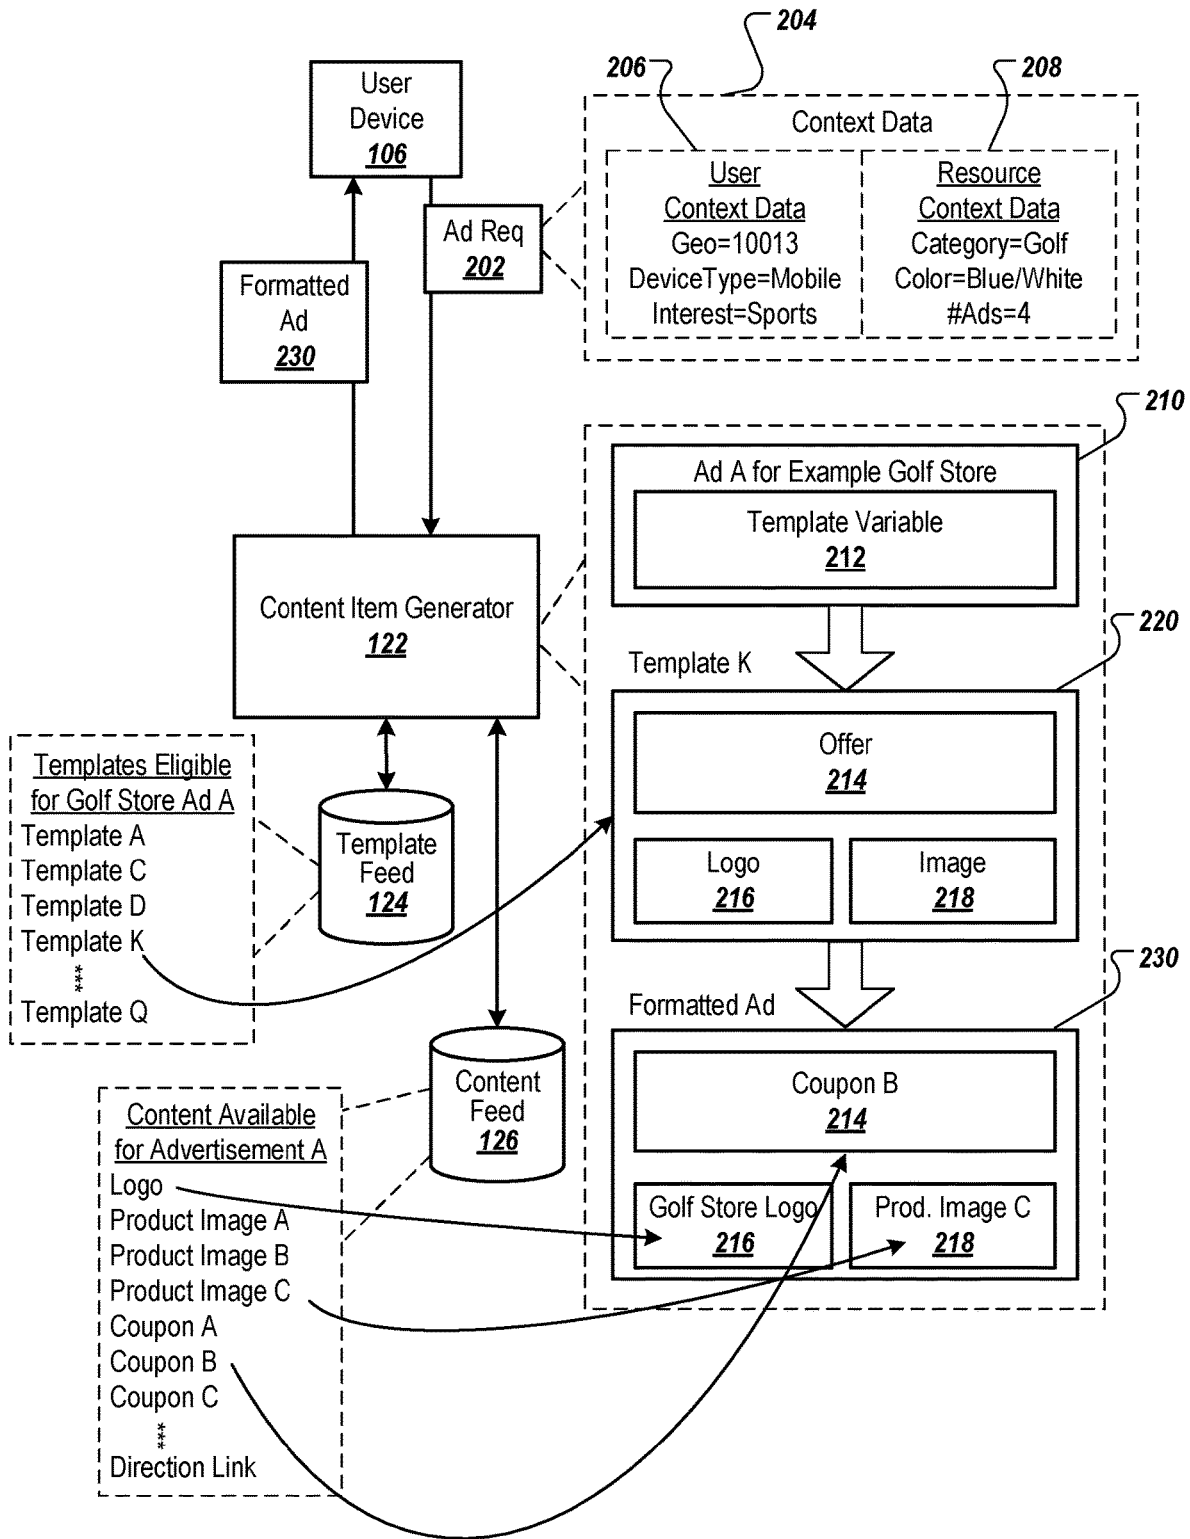 204
206
208
User
Device
106
Context Data
User
Context Data
Geo=10013
DeviceType=Mobile
Interest=Sports
Resource
Context Data
Category=Golf
Color=Blue/White
#Ads=4
Ad Req
202
Formatted
Ad
230
210
Ad A for Example Golf Store
Template Variable
212
Content Item Generator
122
220
Template K
Offer
214
Logo
216
Image
218
Templates Eligible
for Golf Store Ad A
Template A
Template C
Template D
Template K
***
Template Q
Template
Feed
124
230
Formatted Ad
Coupon B
214
Golf Store Logo
216
Prod. Image C
218
Content
Feed
126
Content Available
for Advertisement A
Logo
Product Image A
Product Image B
Product Image C
Coupon A
Coupon B
Coupon C
***
Direction Link